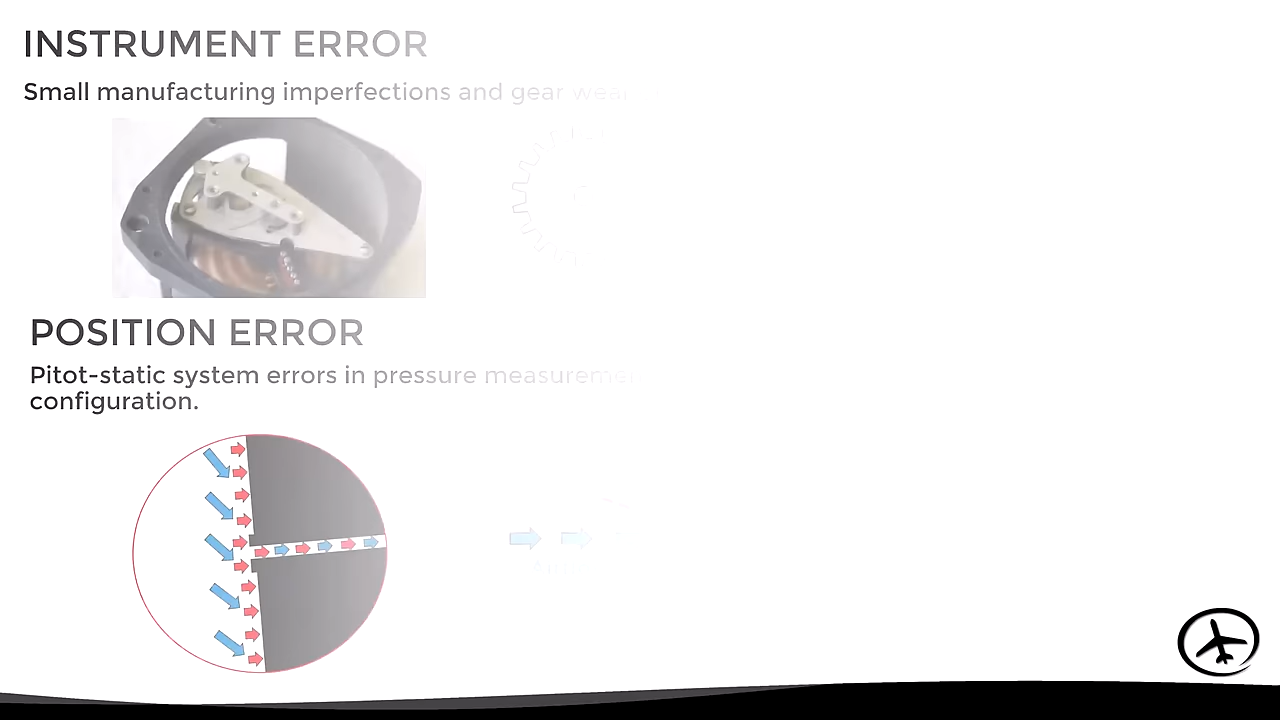 INSTRUMENT ERROR
Small manufacturing imperfections and gear wear
POSITION ERROR
Pitot-static system errors in pressure measurement
configuration.